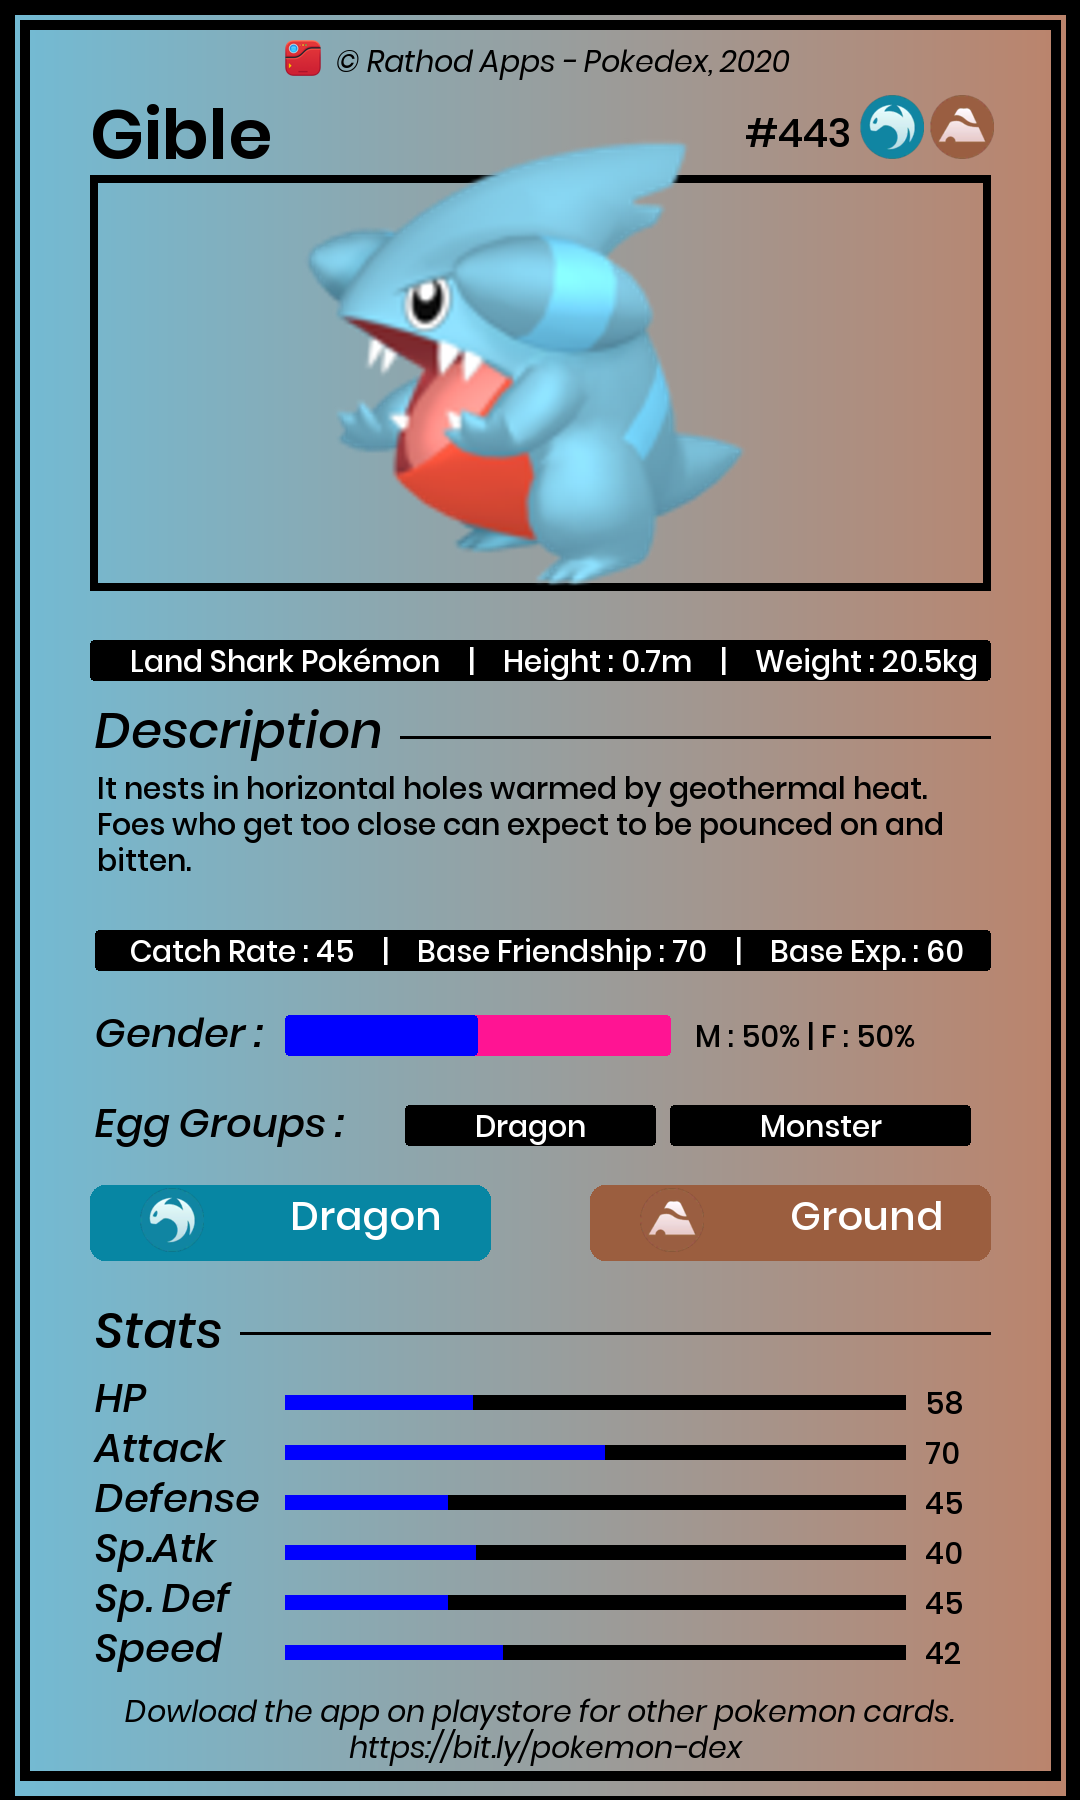 © Rathod Apps - Pokedex, 2020
Gible
#443
Land Shark Pokémon | Height : 0.7m | Weight : 20.5kg
Description
It nests in horizontal holes warmed by geothermal heat.
Foes who get too close can expect to be pounced on and
bitten.
Catch Rate : 45 | Base Friendship : 70 | Base Exp. : 60
Gender : M : 50% | F : 50%
Egg Groups : Dragon Monster
Dragon Ground
Stats
HP 58
Attack 70
Defense 45
Sp.Atk 40
Sp. Def 45
Speed 42
Dowload the app on playstore for other pokemon cards.
https://bit.ly/pokemon-dex